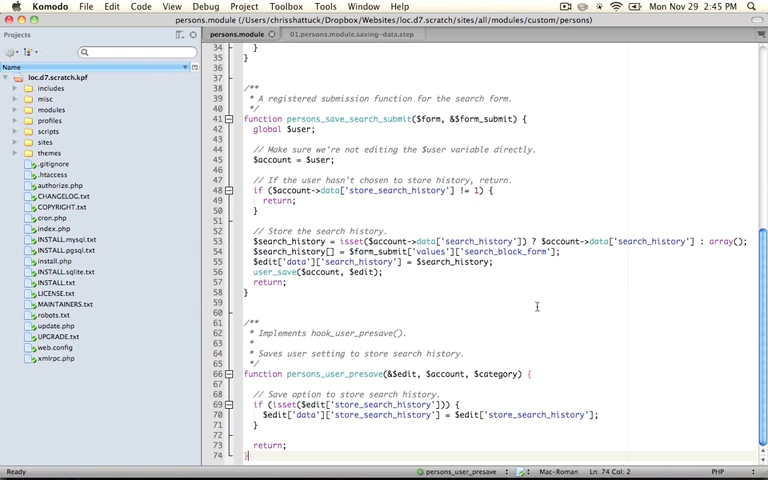 Komodo File Edit Code View Debug Project Toolbox Tools Window Help Mon Nov 29 2:45 PM
persons.module (/Users/chrisshattuck/Dropbox/Websites/loc.d7.scratch/sites/all/modules/custom/persons)
Projects
persons.module
01.persons.module.saving-data.step
Name
loc.d7.scratch.kpf
includes
misc
modules
profiles
scripts
sites
themes
.gitignore
.htaccess
authorize.php
CHANGELOG.txt
COPYRIGHT.txt
cron.php
index.php
INSTALL.mysql.txt
INSTALL.pgsql.txt
install.php
INSTALL.sqlite.txt
INSTALL.txt
LICENSE.txt
MAINTAINERS.txt
robots.txt
update.php
UPGRADE.txt
web.config
xmlrpc.php
34 }
35 }
36
37
38 /**
39 * A registered submission function for the search form.
40 */
41 function persons_save_search_submit($form, &$form_submit) {
42 global $user;
43
44 // Make sure we're not editing the $user variable directly.
45 $account = $user;
46
47 // If the user hasn't chosen to store history, return.
48 if ($account->data['store_search_history'] != 1) {
49 return;
50 }
51
52 // Store the search history.
53 $search_history = isset($account->data['search_history']) ? $account->data['search_history'] : array();
54 $search_history[] = $form_submit['values']['search_block_form'];
55 $edit['data']['search_history'] = $search_history;
56 user_save($account, $edit);
57 return;
58 }
59
60
61 /**
62 * Implements hook_user_presave().
63 *
64 * Saves user setting to store search history.
65 */
66 function persons_user_presave(&$edit, $account, $category) {
67
68 // Save option to store search history.
69 if (isset($edit['store_search_history'])) {
70 $edit['data']['store_search_history'] = $edit['store_search_history'];
71 }
72
73 return;
74 }
Ready
persons_user_presave
Mac-Roman
Ln: 74 Col: 2
PHP